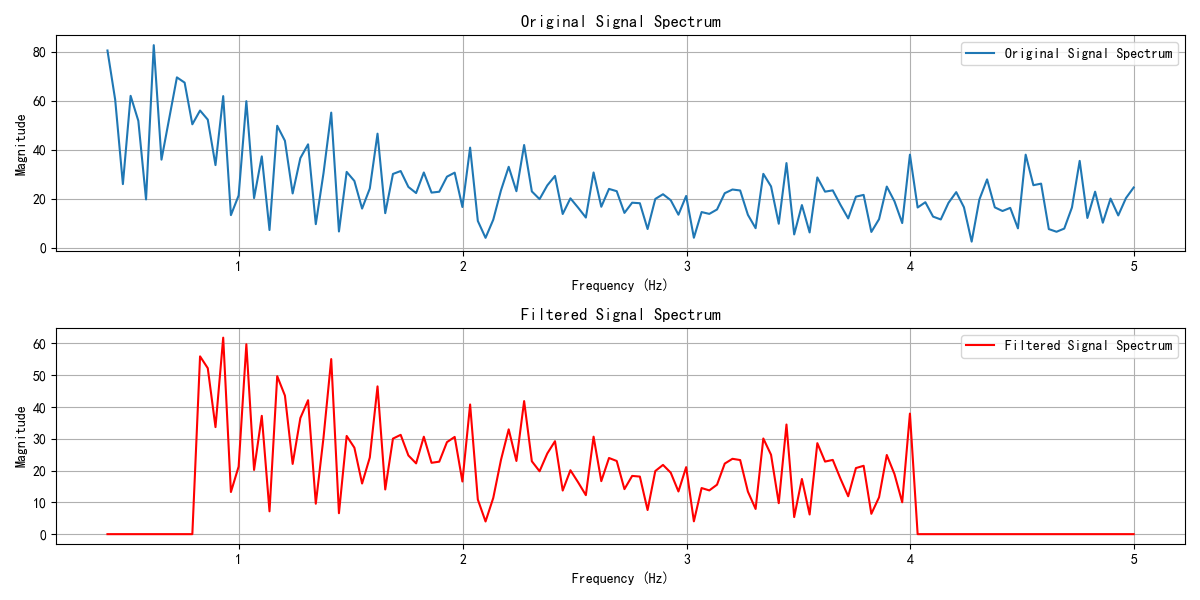 Original Signal Spectrum
Original Signal Spectrum
Magnitude
80
60
40
20
0
1 2 3 4 5
Frequency (Hz)
Filtered Signal Spectrum
Filtered Signal Spectrum
Magnitude
60
50
40
30
20
10
0
1 2 3 4 5
Frequency (Hz)